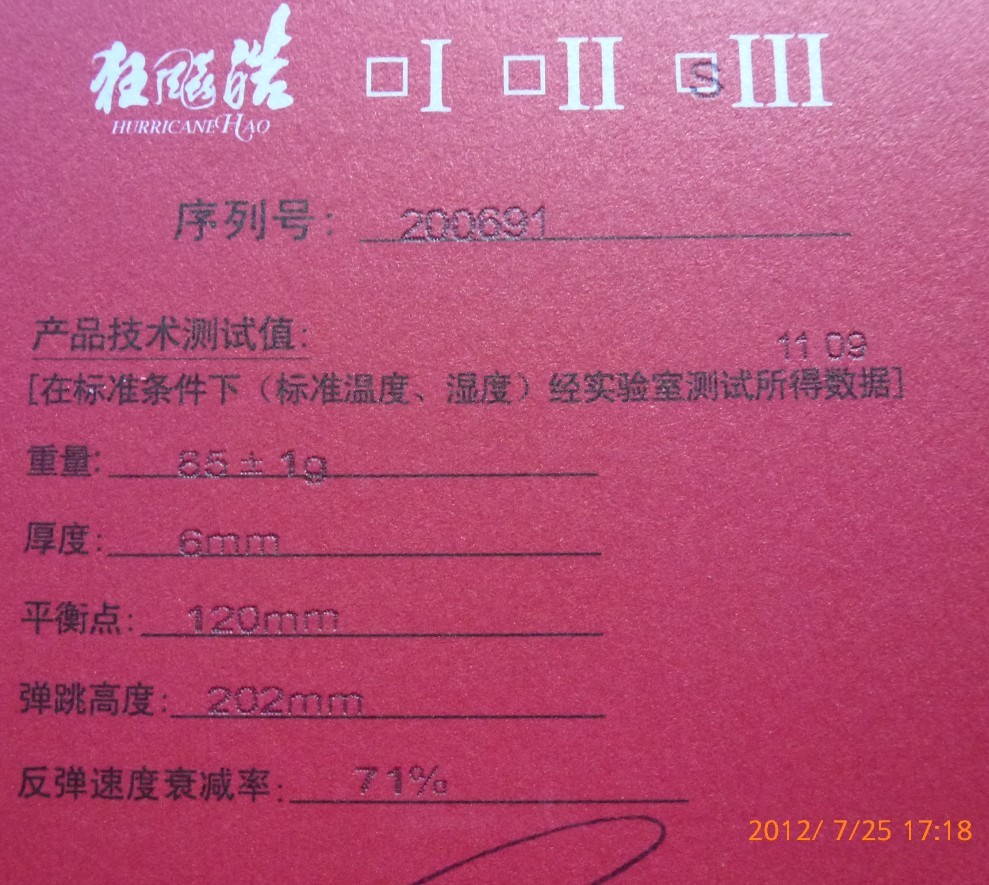 狂飚皓 □I □II □SIII
HURRICANE HAO
序列号: 200691
产品技术测试值: 11 09
[在标准条件下（标准温度、湿度）经实验室测试所得数据]
重量: 85±1g
厚度: 6mm
平衡点: 120mm
弹跳高度: 202mm
反弹速度衰减率: 71%
2012/ 7/25 17:18